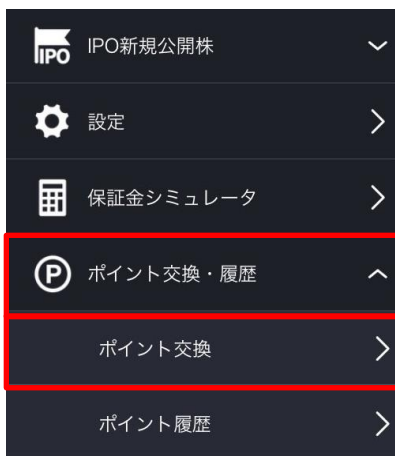 IPO IPO新規公開株
設定
保証金シミュレータ
P ポイント交換・履歴
ポイント交換
ポイント履歴